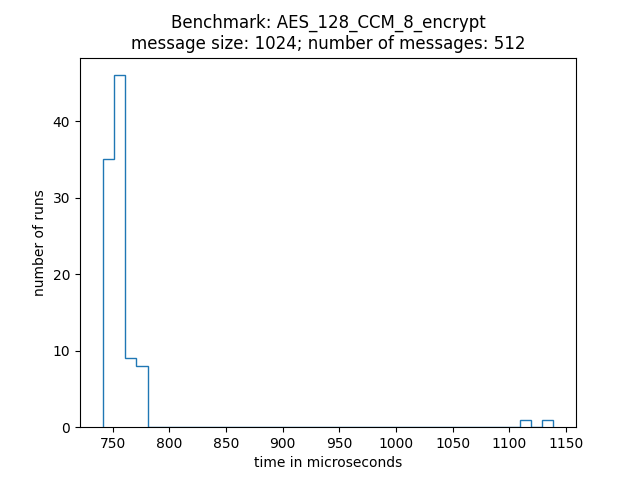 Benchmark: AES_128_CCM_8_encrypt
message size: 1024; number of messages: 512
number of runs
40
30
20
10
0
750 800 850 900 950 1000 1050 1100 1150
time in microseconds